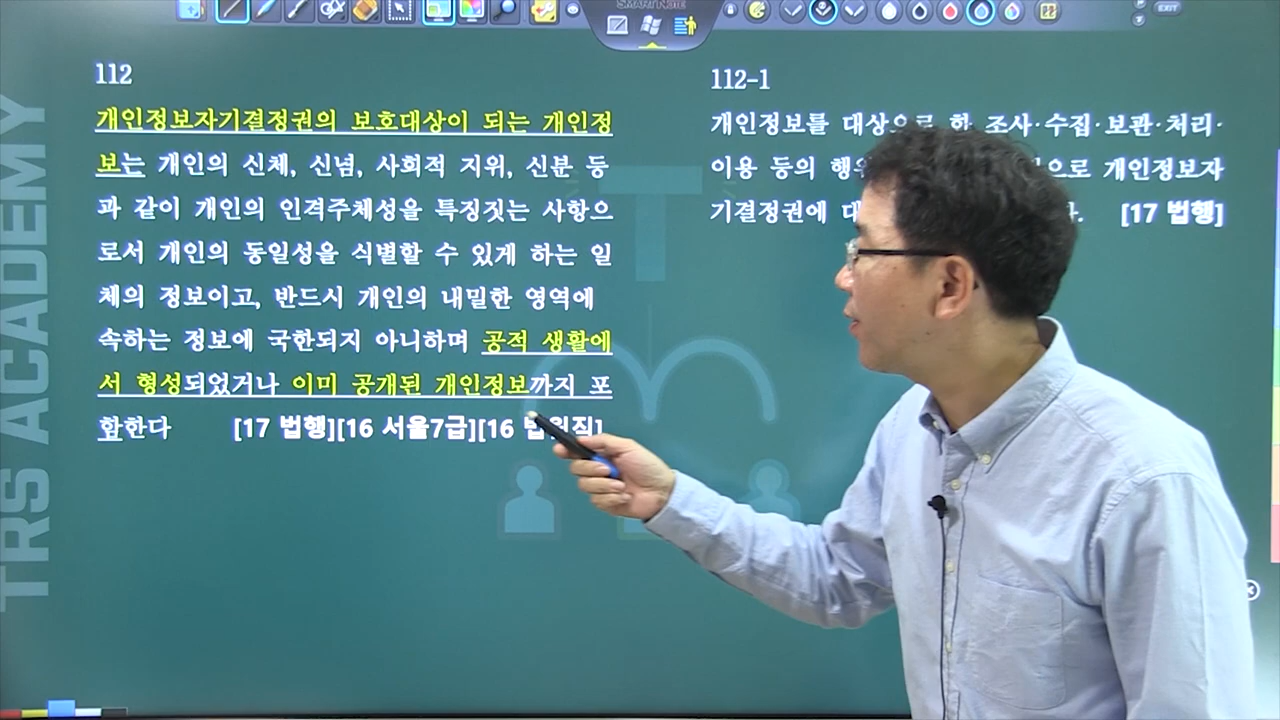 SMART NOTE
EXIT
TRS ACADEMY
112
개인정보자기결정권의 보호대상이 되는 개인정
보는 개인의 신체, 신념, 사회적 지위, 신분 등
과 같이 개인의 인격주체성을 특징짓는 사항으
로서 개인의 동일성을 식별할 수 있게 하는 일
체의 정보이고, 반드시 개인의 내밀한 영역에
속하는 정보에 국한되지 아니하며 공적 생활에
서 형성되었거나 이미 공개된 개인정보까지 포
함한다 [17 법행][16 서울7급][16 법원직]
112-1
개인정보를 대상으로 한 조사·수집·보관·처리·
이용 등의 개인정보자
기결정권에 [17 법행]